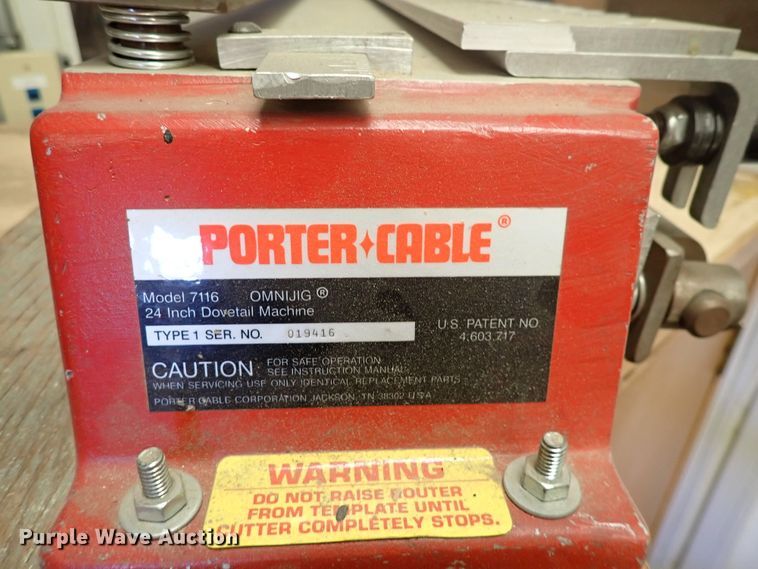 PORTER+CABLE®
Model 7116 OMNIJIG®
24 Inch Dovetail Machine
TYPE 1 SER. NO. 019416
U.S. PATENT NO.
4,603,717
CAUTION FOR SAFE OPERATION
SEE INSTRUCTION MANUAL
WHEN SERVICING USE ONLY IDENTICAL REPLACEMENT PARTS
PORTER CABLE CORPORATION JACKSON, TN 38302 U.S.A.
WARNING
DO NOT RAISE ROUTER
FROM TEMPLATE UNTIL
CUTTER COMPLETELY STOPS.
Purple Wave Auction